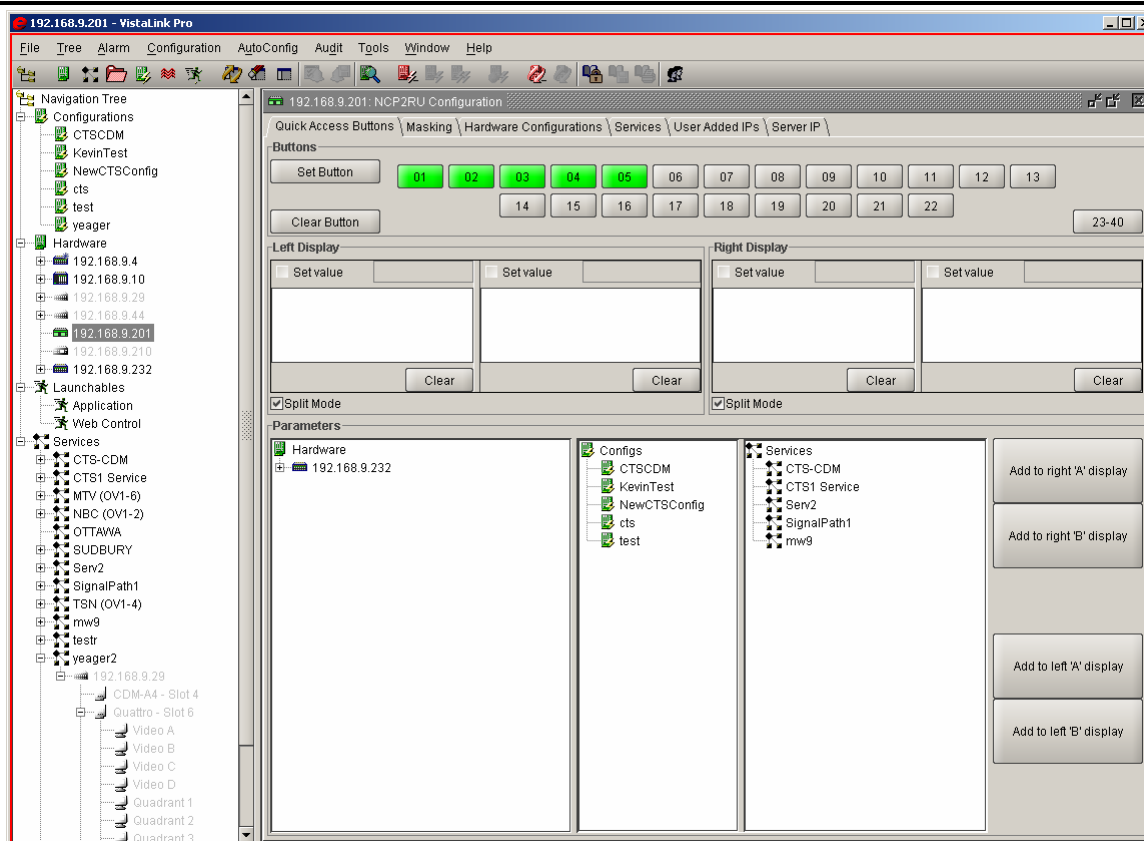 192.168.9.201 - VistaLink Pro
File Tree Alarm Configuration AutoConfig Audit Tools Window Help
Navigation Tree
Configurations
CTSCDM
KevinTest
NewCTSConfig
cts
test
yeager
Hardware
192.168.9.4
192.168.9.10
192.168.9.29
192.168.9.44
192.168.9.201
192.168.9.210
192.168.9.232
Launchables
Application
Web Control
Services
CTS-CDM
CTS1 Service
MTV (OV1-6)
NBC (OV1-2)
OTTAWA
SUDBURY
Serv2
SignalPath1
TSN (OV1-4)
mw9
testr
yeager2
192.168.9.29
CDM-A4 - Slot 4
Quattro - Slot 6
Video A
Video B
Video C
Video D
Quadrant 1
Quadrant 2
Quadrant 3
192.168.9.201: NCP2RU Configuration
Quick Access Buttons Masking Hardware Configurations Services User Added IPs Server IP
Buttons
Set Button 01 02 03 04 05 06 07 08 09 10 11 12 13
14 15 16 17 18 19 20 21 22
Clear Button 23-40
Left Display Right Display
Set value Set value Set value Set value
Clear Clear Clear Clear
Split Mode Split Mode
Parameters
Hardware
192.168.9.232
Configs
CTSCDM
KevinTest
NewCTSConfig
cts
test
Services
CTS-CDM
CTS1 Service
Serv2
SignalPath1
mw9
Add to right 'A' display
Add to right 'B' display
Add to left 'A' display
Add to left 'B' display